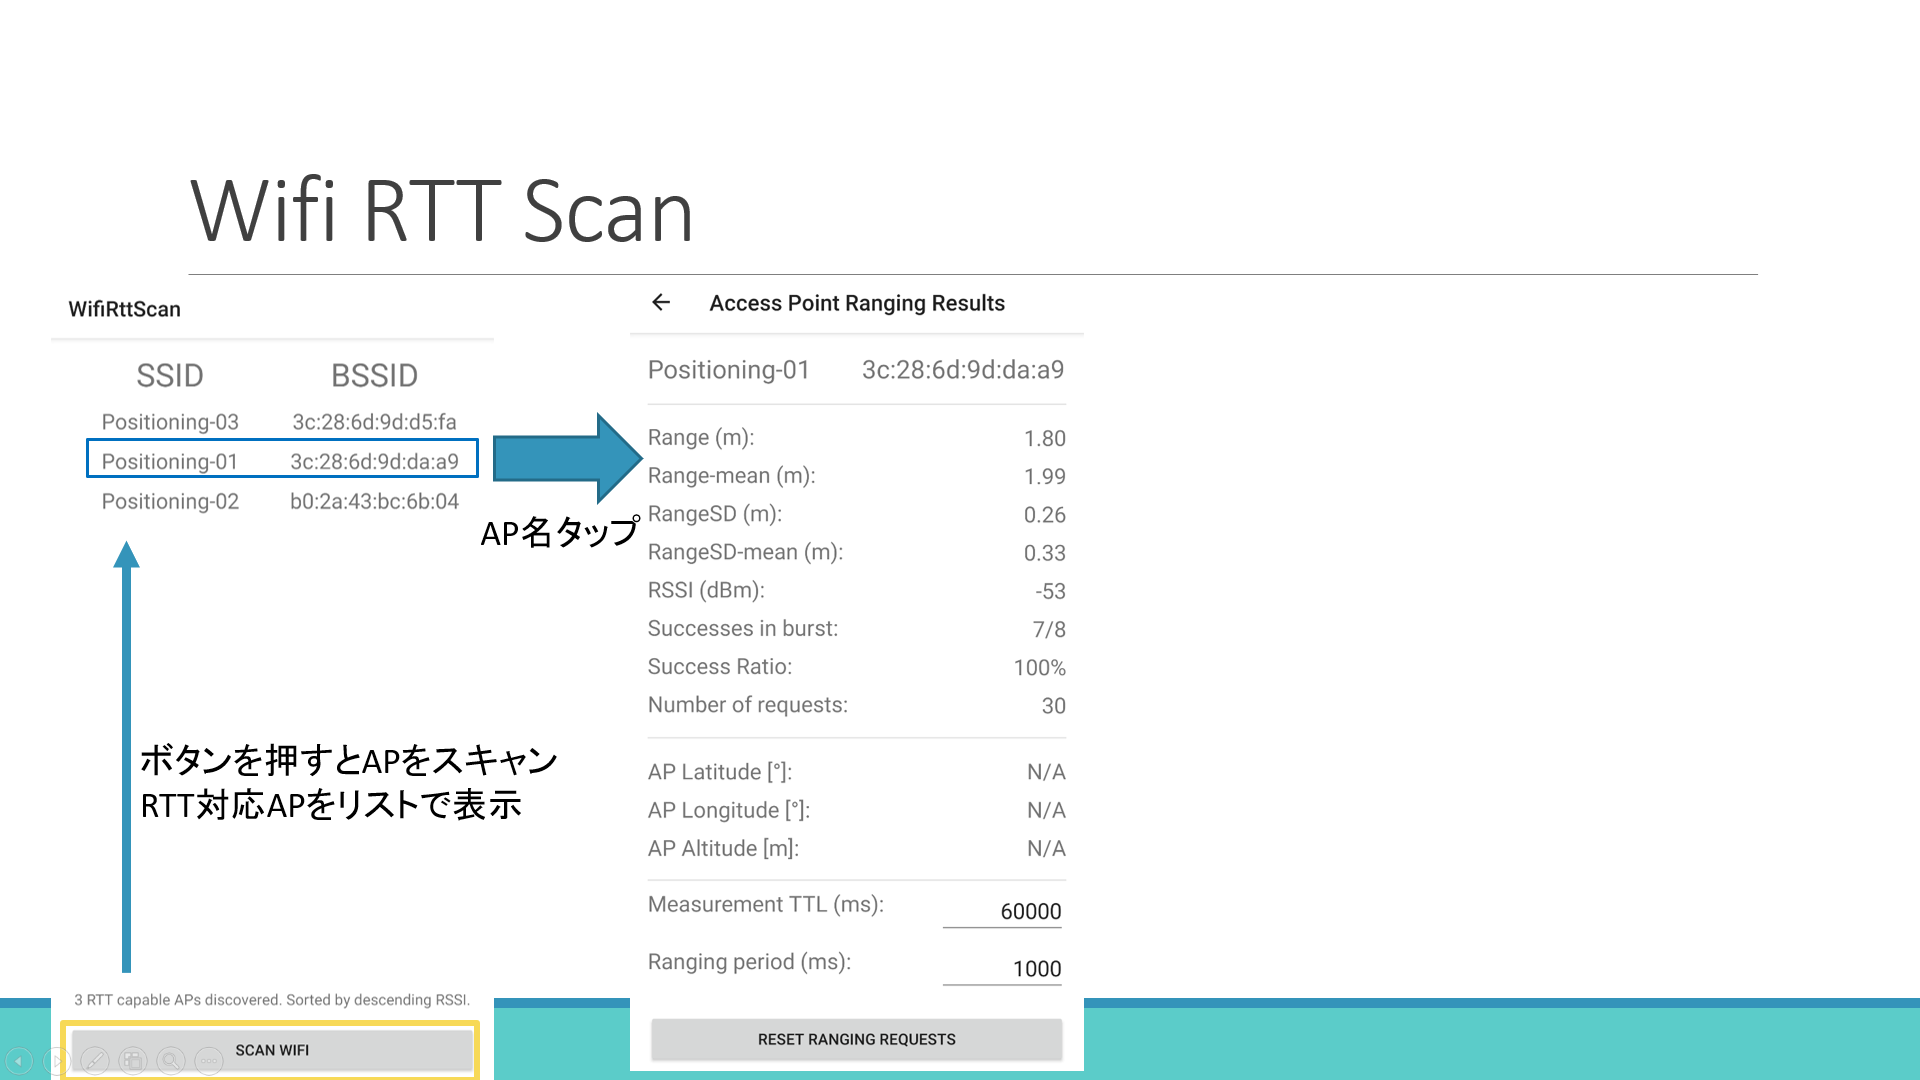 Wifi RTT Scan
WifiRttScan
SSID BSSID
Positioning-03 3c:28:6d:9d:d5:fa
Positioning-01 3c:28:6d:9d:da:a9
Positioning-02 b0:2a:43:bc:6b:04
AP名タップ
ボタンを押すとAPをスキャン
RTT対応APをリストで表示
3 RTT capable APs discovered. Sorted by descending RSSI.
SCAN WIFI
Access Point Ranging Results
Positioning-01 3c:28:6d:9d:da:a9
Range (m): 1.80
Range-mean (m): 1.99
RangeSD (m): 0.26
RangeSD-mean (m): 0.33
RSSI (dBm): -53
Successes in burst: 7/8
Success Ratio: 100%
Number of requests: 30
AP Latitude [°]: N/A
AP Longitude [°]: N/A
AP Altitude [m]: N/A
Measurement TTL (ms): 60000
Ranging period (ms): 1000
RESET RANGING REQUESTS